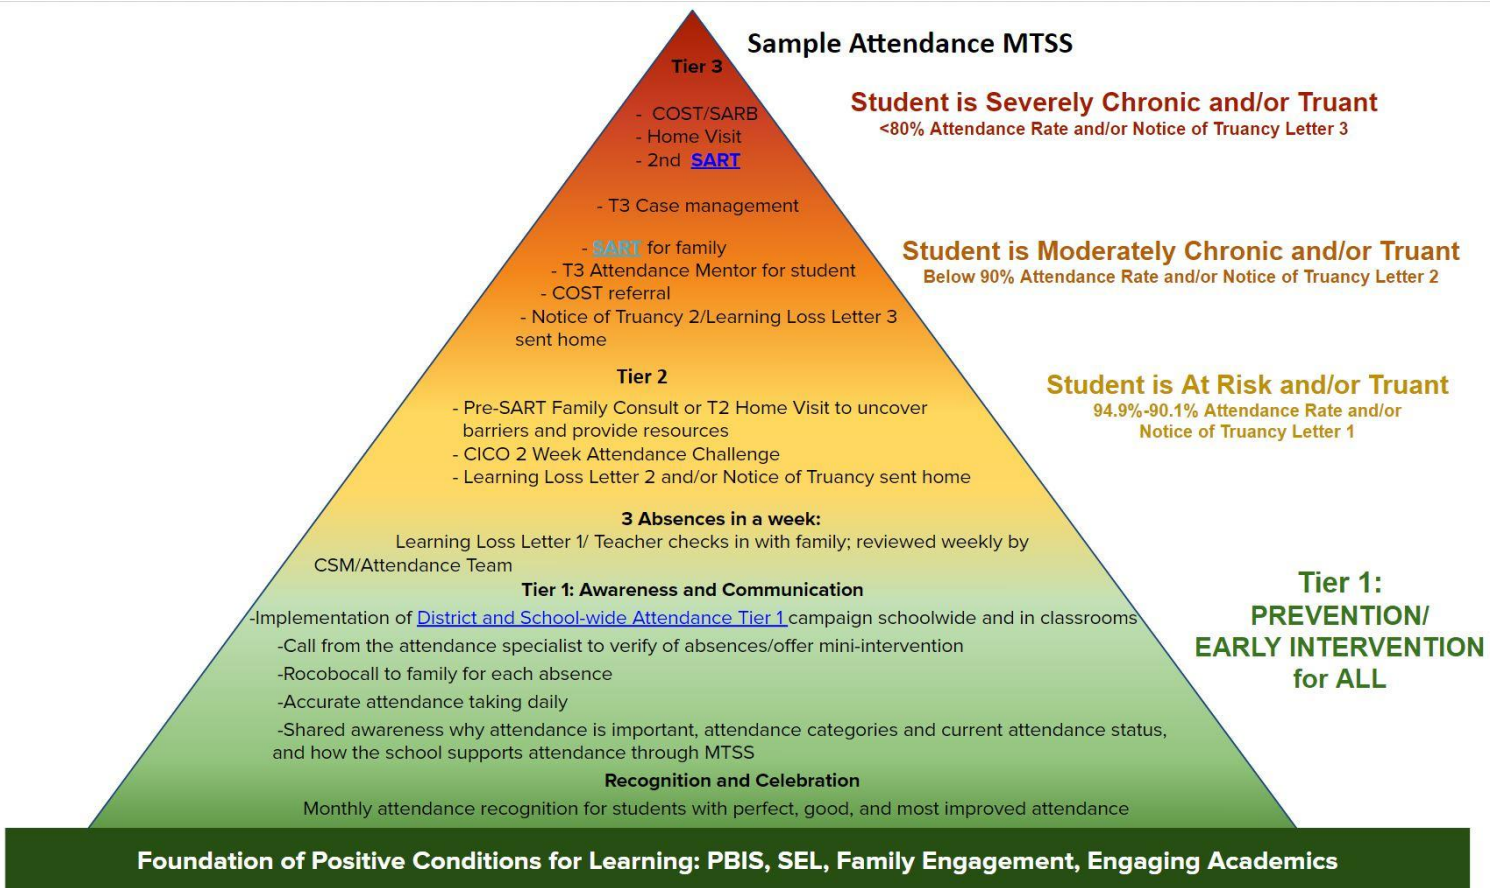 Sample Attendance MTSS
Tier 3
- COST/SARB
- Home Visit
- 2nd SART
- T3 Case management
Student is Severely Chronic and/or Truant
<80% Attendance Rate and/or Notice of Truancy Letter 3
- SART for family
- T3 Attendance Mentor for student
- COST referral
- Notice of Truancy 2/Learning Loss Letter 3
sent home
Student is Moderately Chronic and/or Truant
Below 90% Attendance Rate and/or Notice of Truancy Letter 2
Tier 2
- Pre-SART Family Consult or T2 Home Visit to uncover
barriers and provide resources
- CICO 2 Week Attendance Challenge
- Learning Loss Letter 2 and/or Notice of Truancy sent home
Student is At Risk and/or Truant
94.9%-90.1% Attendance Rate and/or
Notice of Truancy Letter 1
3 Absences in a week:
Learning Loss Letter 1/ Teacher checks in with family; reviewed weekly by
CSM/Attendance Team
Tier 1: Awareness and Communication
-Implementation of District and School-wide Attendance Tier 1 campaign schoolwide and in classrooms
-Call from the attendance specialist to verify of absences/offer mini-intervention
-Rocobocall to family for each absence
-Accurate attendance taking daily
-Shared awareness why attendance is important, attendance categories and current attendance status,
and how the school supports attendance through MTSS
Recognition and Celebration
Monthly attendance recognition for students with perfect, good, and most improved attendance
Tier 1:
PREVENTION/
EARLY INTERVENTION
for ALL
Foundation of Positive Conditions for Learning: PBIS, SEL, Family Engagement, Engaging Academics